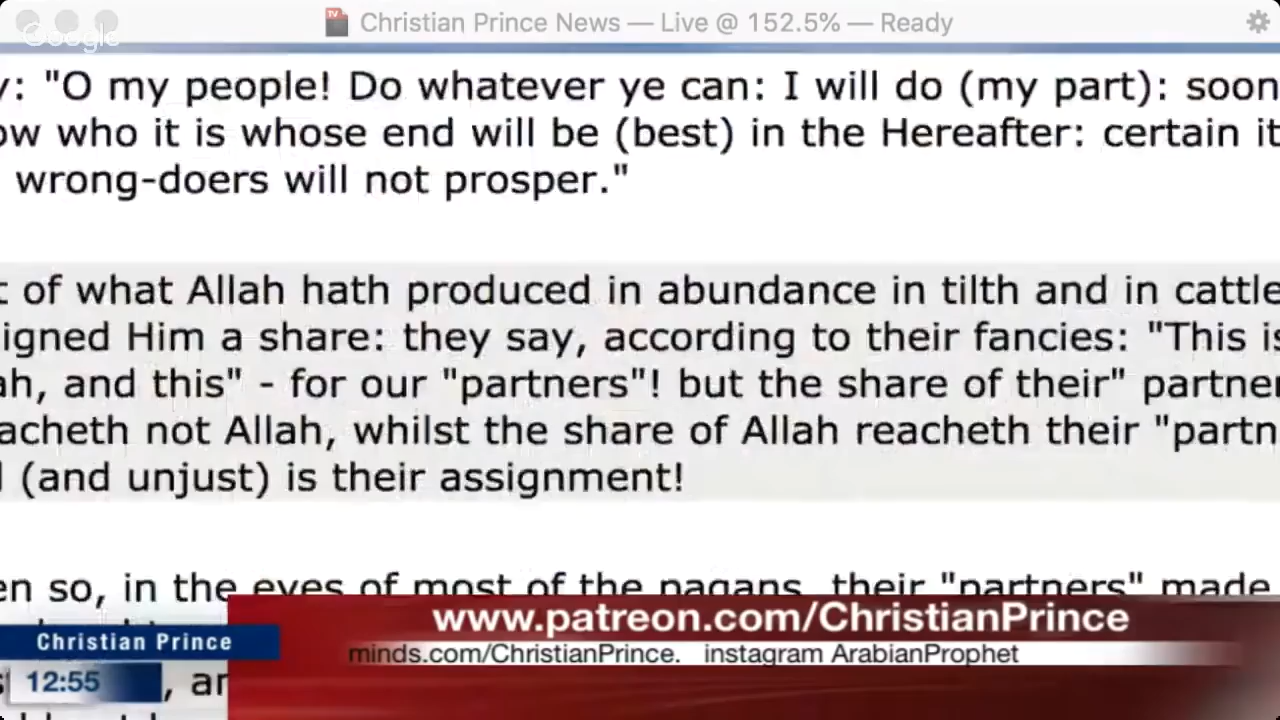 Christian Prince News — Live @ 152.5% — Ready
Google
y: "O my people! Do whatever ye can: I will do (my part): soon
ow who it is whose end will be (best) in the Hereafter: certain it
wrong-doers will not prosper."
of what Allah hath produced in abundance in tilth and in cattle
igned Him a share: they say, according to their fancies: "This is
ah, and this" - for our "partners"! but the share of their" partner
acheth not Allah, whilst the share of Allah reacheth their "partn
(and unjust) is their assignment!
en so, in the eyes of most of the pagans, their "partners" made
www.patreon.com/ChristianPrince
Christian Prince
minds.com/ChristianPrince. instagram ArabianProphet
12:55
, ar